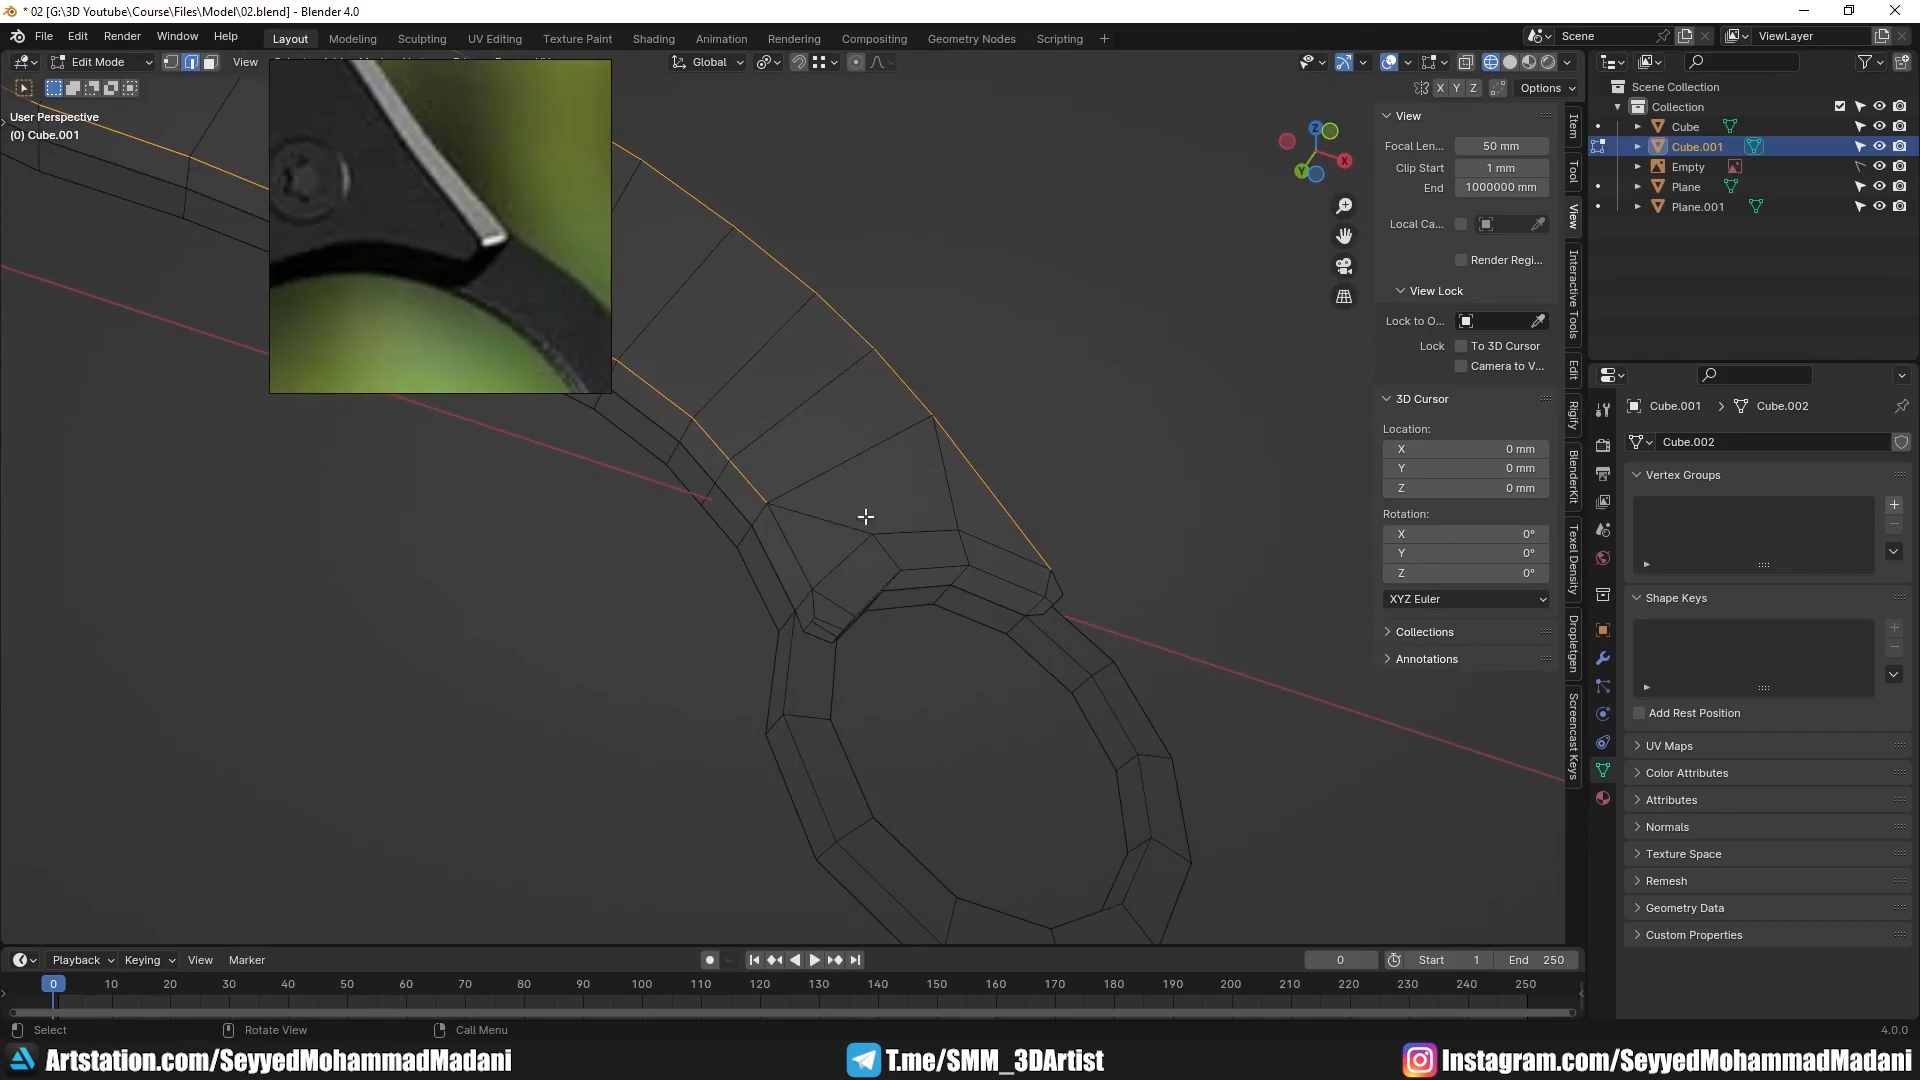 * 02 [G:\3D Youtube\Course\Files\Model\02.blend] - Blender 4.0
File Edit Render Window Help Layout Modeling Sculpting UV Editing Texture Paint Shading Animation Rendering Compositing Geometry Nodes Scripting + Scene ViewLayer
Edit Mode View Global
X Y Z Options
User Perspective
(0) Cube.001
View
Focal Len... 50 mm
Clip Start 1 mm
End 1000000 mm
Local Ca...
Render Regi...
View Lock
Lock to O...
Lock To 3D Cursor
Camera to V...
3D Cursor
Location:
X 0 mm
Y 0 mm
Z 0 mm
Rotation:
X 0°
Y 0°
Z 0°
XYZ Euler
Collections
Annotations
Item
Tool
View
Interactive Tools
Edit
Rigify
BlenderKit
Texel Density
Dropletgen
Screencast Keys
Z
X
Y
Scene Collection
Collection
Cube
Cube.001
Empty
Plane
Plane.001
Cube.001 Cube.002
Cube.002
Vertex Groups
Shape Keys
Add Rest Position
UV Maps
Color Attributes
Attributes
Normals
Texture Space
Remesh
Geometry Data
Custom Properties
Playback Keying View Marker 0 Start 1 End 250
0 10 20 30 40 50 60 70 80 90 100 110 120 130 140 150 160 170 180 190 200 210 220 230 240 250
Select Rotate View Call Menu 4.0.0
Artstation.com/SeyyedMohammadMadani T.me/SMM_3DArtist Instagram.com/SeyyedMohammadMadani